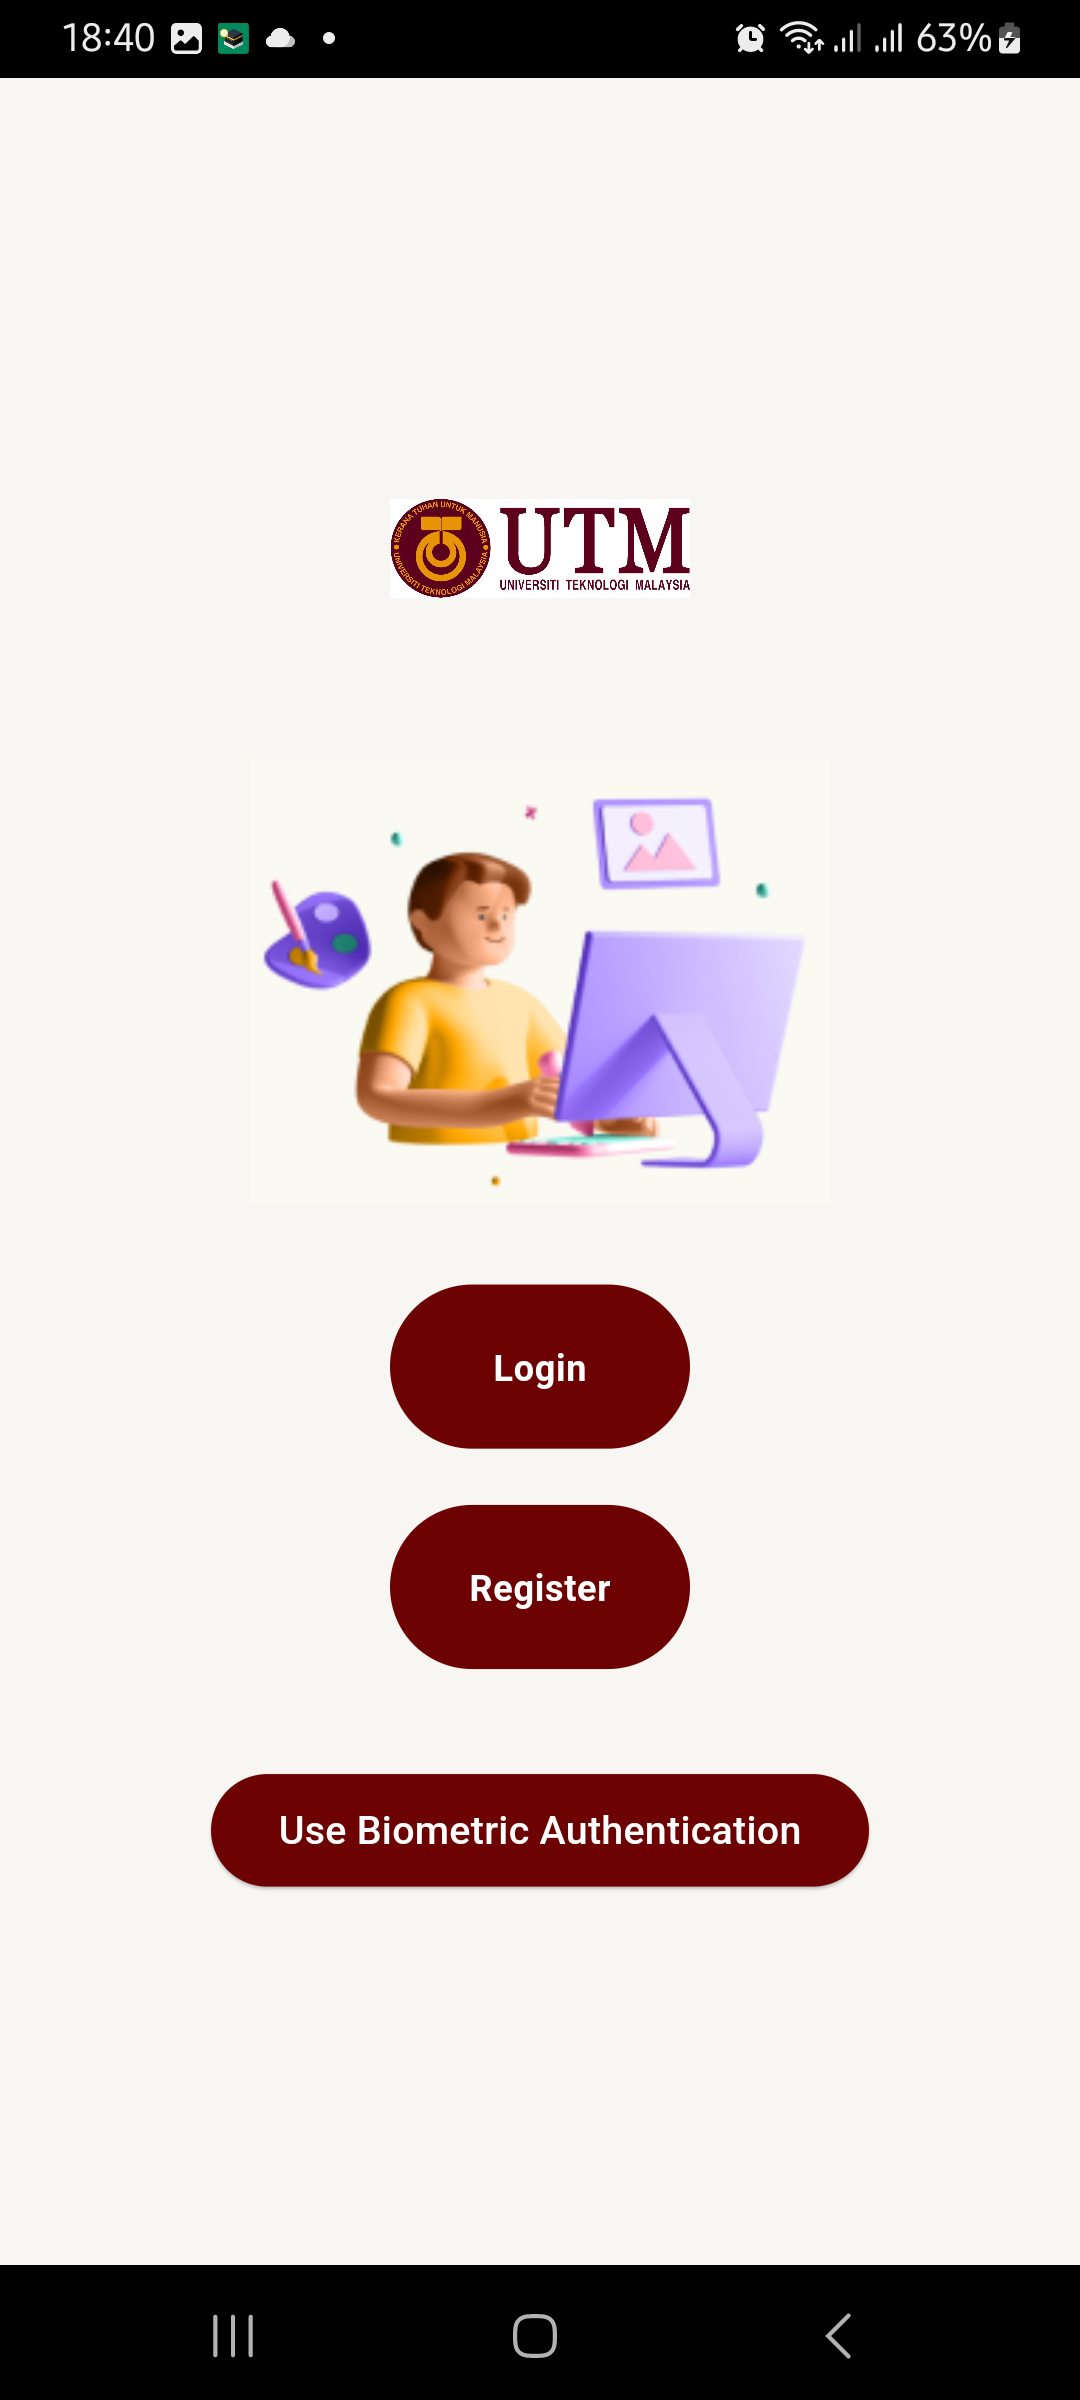 18:40
63%
KERANA TUHAN UNTUK MANUSIA
UNIVERSITI TEKNOLOGI MALAYSIA
UTM
UNIVERSITI TEKNOLOGI MALAYSIA
Login
Register
Use Biometric Authentication